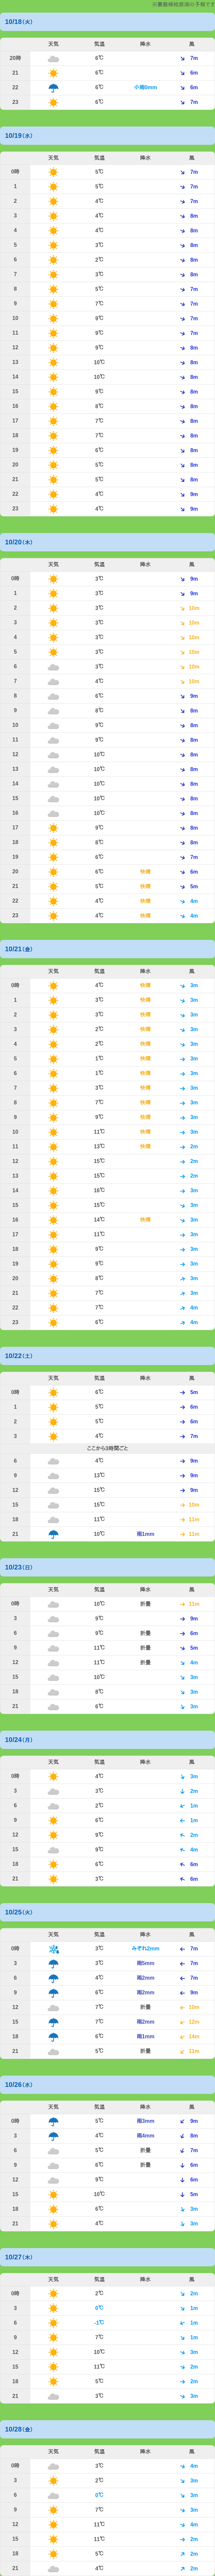 ※裏磐梯桧原湖の予報です
10/18(火)
天気 気温 降水 風
20時 6℃ 7m
21 6℃ 6m
22 6℃ 小雨0mm 6m
23 6℃ 7m
10/19(水)
天気 気温 降水 風
0時 5℃ 7m
1 5℃ 7m
2 4℃ 7m
3 4℃ 8m
4 4℃ 8m
5 3℃ 8m
6 2℃ 8m
7 3℃ 8m
8 5℃ 7m
9 7℃ 7m
10 9℃ 7m
11 9℃ 7m
12 9℃ 8m
13 10℃ 8m
14 10℃ 8m
15 9℃ 8m
16 8℃ 8m
17 7℃ 8m
18 7℃ 8m
19 6℃ 8m
20 5℃ 8m
21 5℃ 8m
22 4℃ 9m
23 4℃ 9m
10/20(木)
天気 気温 降水 風
0時 3℃ 9m
1 3℃ 9m
2 3℃ 10m
3 3℃ 10m
4 3℃ 10m
5 3℃ 10m
6 3℃ 10m
7 4℃ 10m
8 6℃ 9m
9 8℃ 8m
10 9℃ 8m
11 9℃ 8m
12 10℃ 8m
13 10℃ 8m
14 10℃ 8m
15 10℃ 8m
16 10℃ 8m
17 9℃ 8m
18 8℃ 8m
19 6℃ 7m
20 6℃ 快晴 6m
21 5℃ 快晴 5m
22 4℃ 快晴 4m
23 4℃ 快晴 4m
10/21(金)
天気 気温 降水 風
0時 4℃ 快晴 3m
1 3℃ 快晴 3m
2 3℃ 快晴 3m
3 2℃ 快晴 3m
4 2℃ 快晴 3m
5 1℃ 快晴 3m
6 1℃ 快晴 3m
7 3℃ 快晴 3m
8 7℃ 快晴 3m
9 9℃ 快晴 3m
10 11℃ 快晴 3m
11 13℃ 快晴 2m
12 15℃ 2m
13 15℃ 2m
14 16℃ 3m
15 15℃ 3m
16 14℃ 快晴 3m
17 11℃ 3m
18 9℃ 3m
19 9℃ 3m
20 8℃ 3m
21 7℃ 3m
22 7℃ 4m
23 6℃ 4m
10/22(土)
天気 気温 降水 風
0時 6℃ 5m
1 5℃ 6m
2 5℃ 6m
3 4℃ 7m
ここから3時間ごと
6 4℃ 9m
9 13℃ 9m
12 15℃ 9m
15 15℃ 10m
18 11℃ 11m
21 10℃ 雨1mm 11m
10/23(日)
天気 気温 降水 風
0時 10℃ 折曇 11m
3 9℃ 9m
6 9℃ 折曇 6m
9 11℃ 折曇 5m
12 11℃ 折曇 4m
15 10℃ 3m
18 8℃ 3m
21 6℃ 3m
10/24(月)
天気 気温 降水 風
0時 4℃ 3m
3 3℃ 2m
6 2℃ 1m
9 6℃ 1m
12 9℃ 2m
15 9℃ 4m
18 6℃ 6m
21 3℃ 6m
10/25(火)
天気 気温 降水 風
0時 3℃ みぞれ2mm 7m
3 3℃ 雨5mm 7m
6 4℃ 雨2mm 7m
9 6℃ 雨2mm 9m
12 7℃ 折曇 10m
15 7℃ 雨2mm 12m
18 6℃ 雨1mm 14m
21 5℃ 折曇 11m
10/26(水)
天気 気温 降水 風
0時 5℃ 雨3mm 9m
3 4℃ 雨4mm 8m
6 5℃ 折曇 7m
9 6℃ 折曇 6m
12 9℃ 6m
15 10℃ 5m
18 6℃ 3m
21 4℃ 3m
10/27(木)
天気 気温 降水 風
0時 2℃ 2m
3 0℃ 1m
6 -1℃ 1m
9 7℃ 1m
12 10℃ 3m
15 11℃ 2m
18 5℃ 2m
21 3℃ 3m
10/28(金)
天気 気温 降水 風
0時 3℃ 4m
3 2℃ 3m
6 0℃ 3m
9 7℃ 3m
12 11℃ 4m
15 11℃ 2m
18 5℃ 2m
21 4℃ 2m